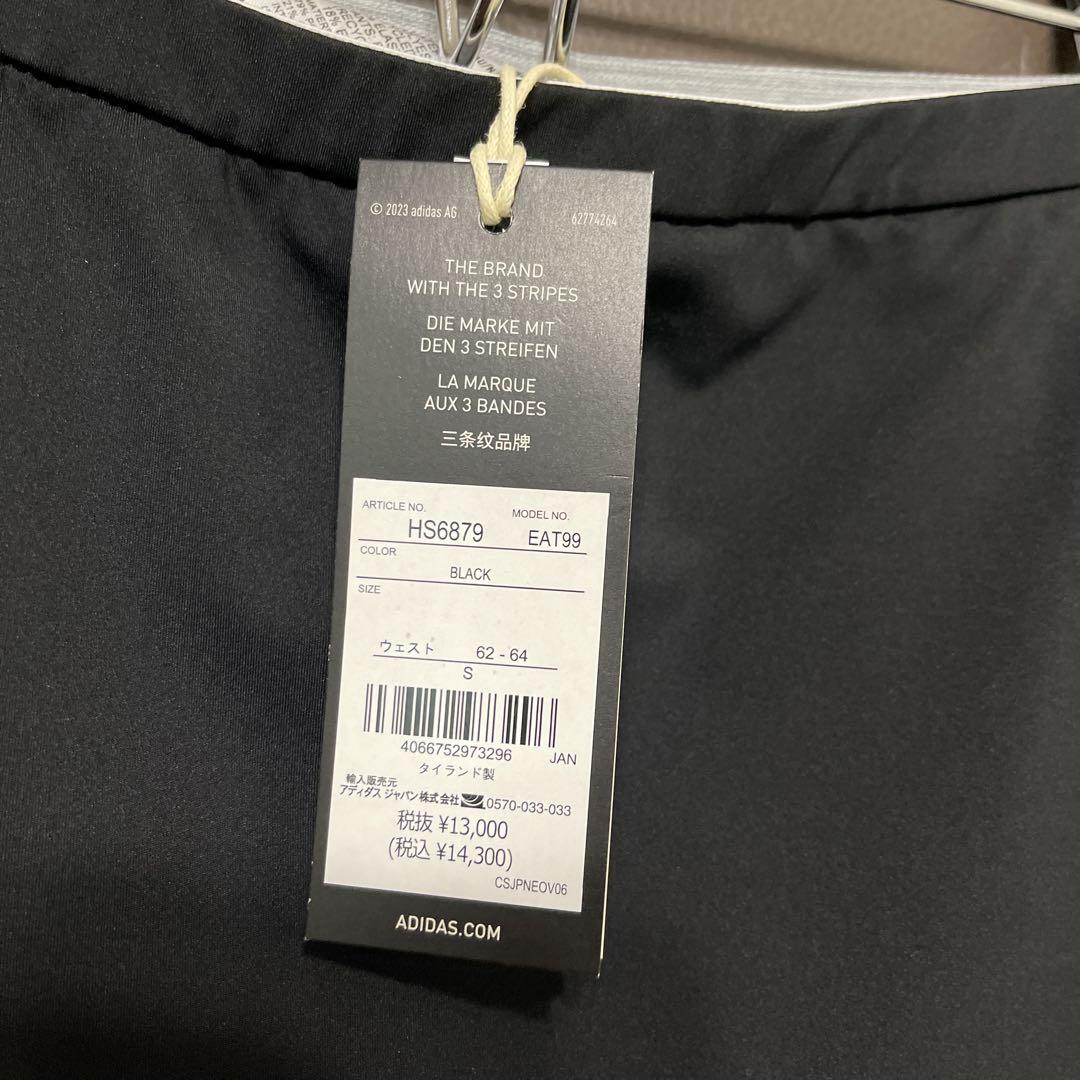 © 2023 adidas AG
62774264
THE BRAND
WITH THE 3 STRIPES
DIE MARKE MIT
DEN 3 STREIFEN
LA MARQUE
AUX 3 BANDES
三条纹品牌
ARTICLE NO.
MODEL NO.
HS6879
EAT99
COLOR
BLACK
SIZE
ウェスト 62 - 64
S
4066752973296 JAN
タイランド製
輸入販売元
アディダス ジャパン株式会社 0570-033-033
税抜 ¥13,000
(税込 ¥14,300)
CSJPNEOV06
ADIDAS.COM